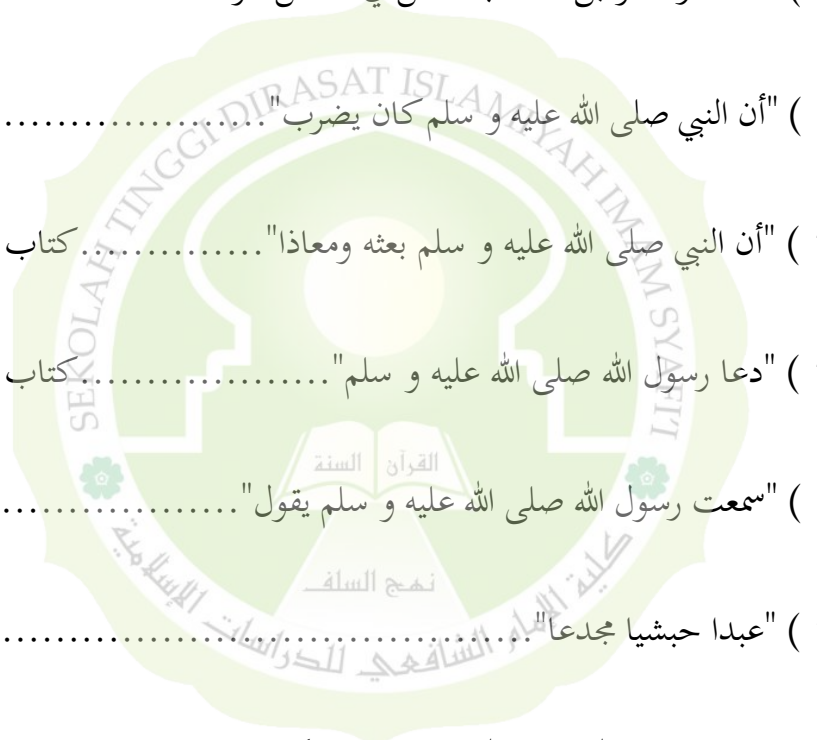 ) "أن النبي صلى الله عليه و سلم كان يضرب"....................
) "أن النبي صلى الله عليه و سلم بعثه ومعاذا"............... كتاب
) "دعا رسول الله صلى الله عليه و سلم"................... كتاب
) "سمعت رسول الله صلى الله عليه و سلم يقول"..................
) "عبدا حبشيا مجدعا"........................................
SEKOLAH TINGGI DIRASAT ISLAMIYAH IMAM SYAFI'I
القرآن السنة
نهج السلف
كلية الإمام الشافعي للدراسات الإسلامية